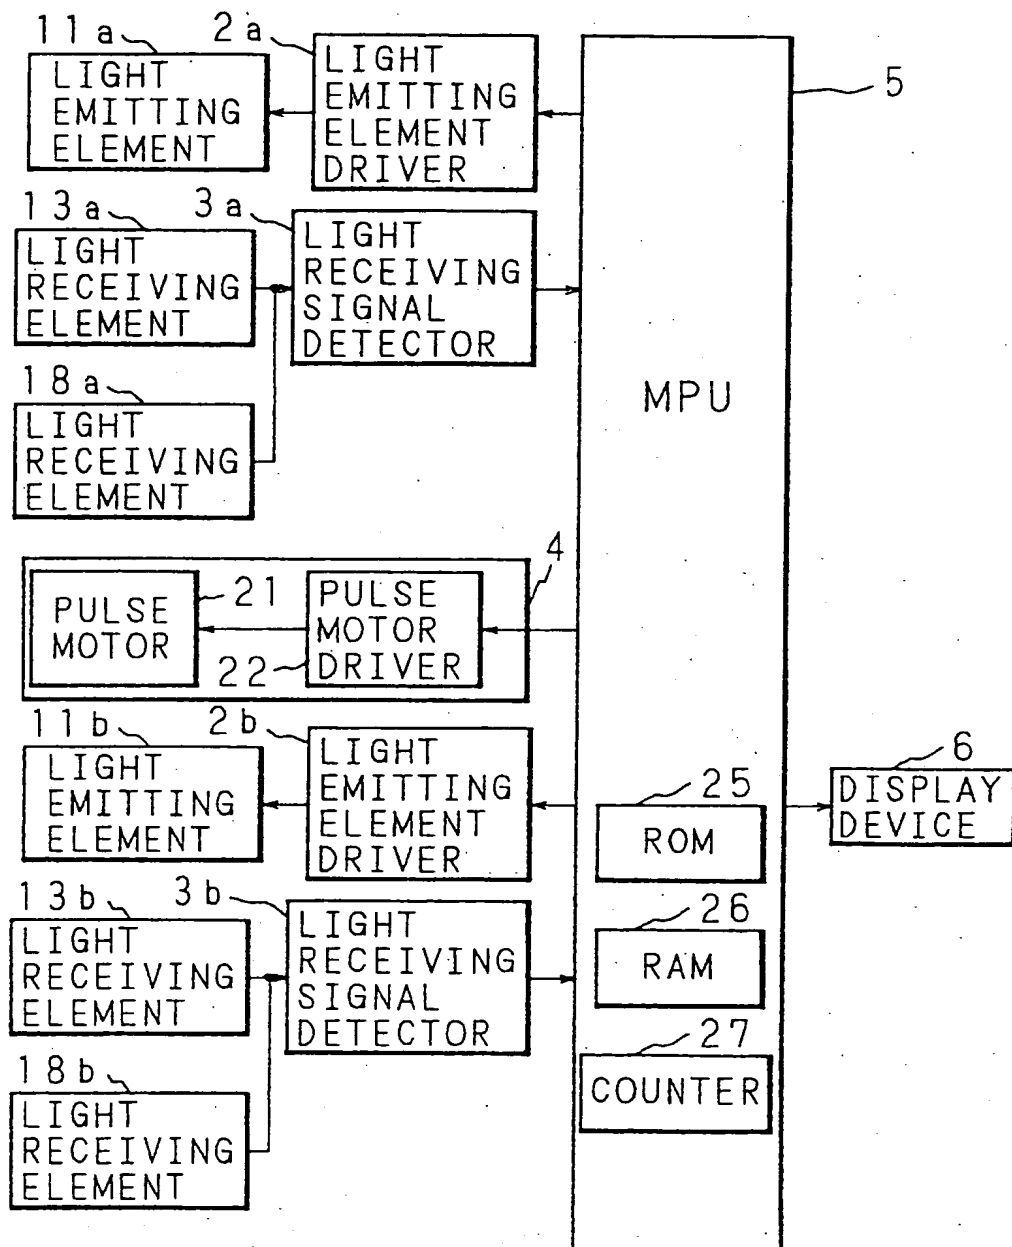 11a
LIGHT
EMITTING
ELEMENT
2a
LIGHT
EMITTING
ELEMENT
DRIVER
5
13a
LIGHT
RECEIVING
ELEMENT
3a
LIGHT
RECEIVING
SIGNAL
DETECTOR
MPU
18a
LIGHT
RECEIVING
ELEMENT
4
PULSE
MOTOR
21
22
PULSE
MOTOR
DRIVER
11b
LIGHT
EMITTING
ELEMENT
2b
LIGHT
EMITTING
ELEMENT
DRIVER
25
ROM
6
DISPLAY
DEVICE
13b
LIGHT
RECEIVING
ELEMENT
3b
LIGHT
RECEIVING
SIGNAL
DETECTOR
26
RAM
27
COUNTER
18b
LIGHT
RECEIVING
ELEMENT